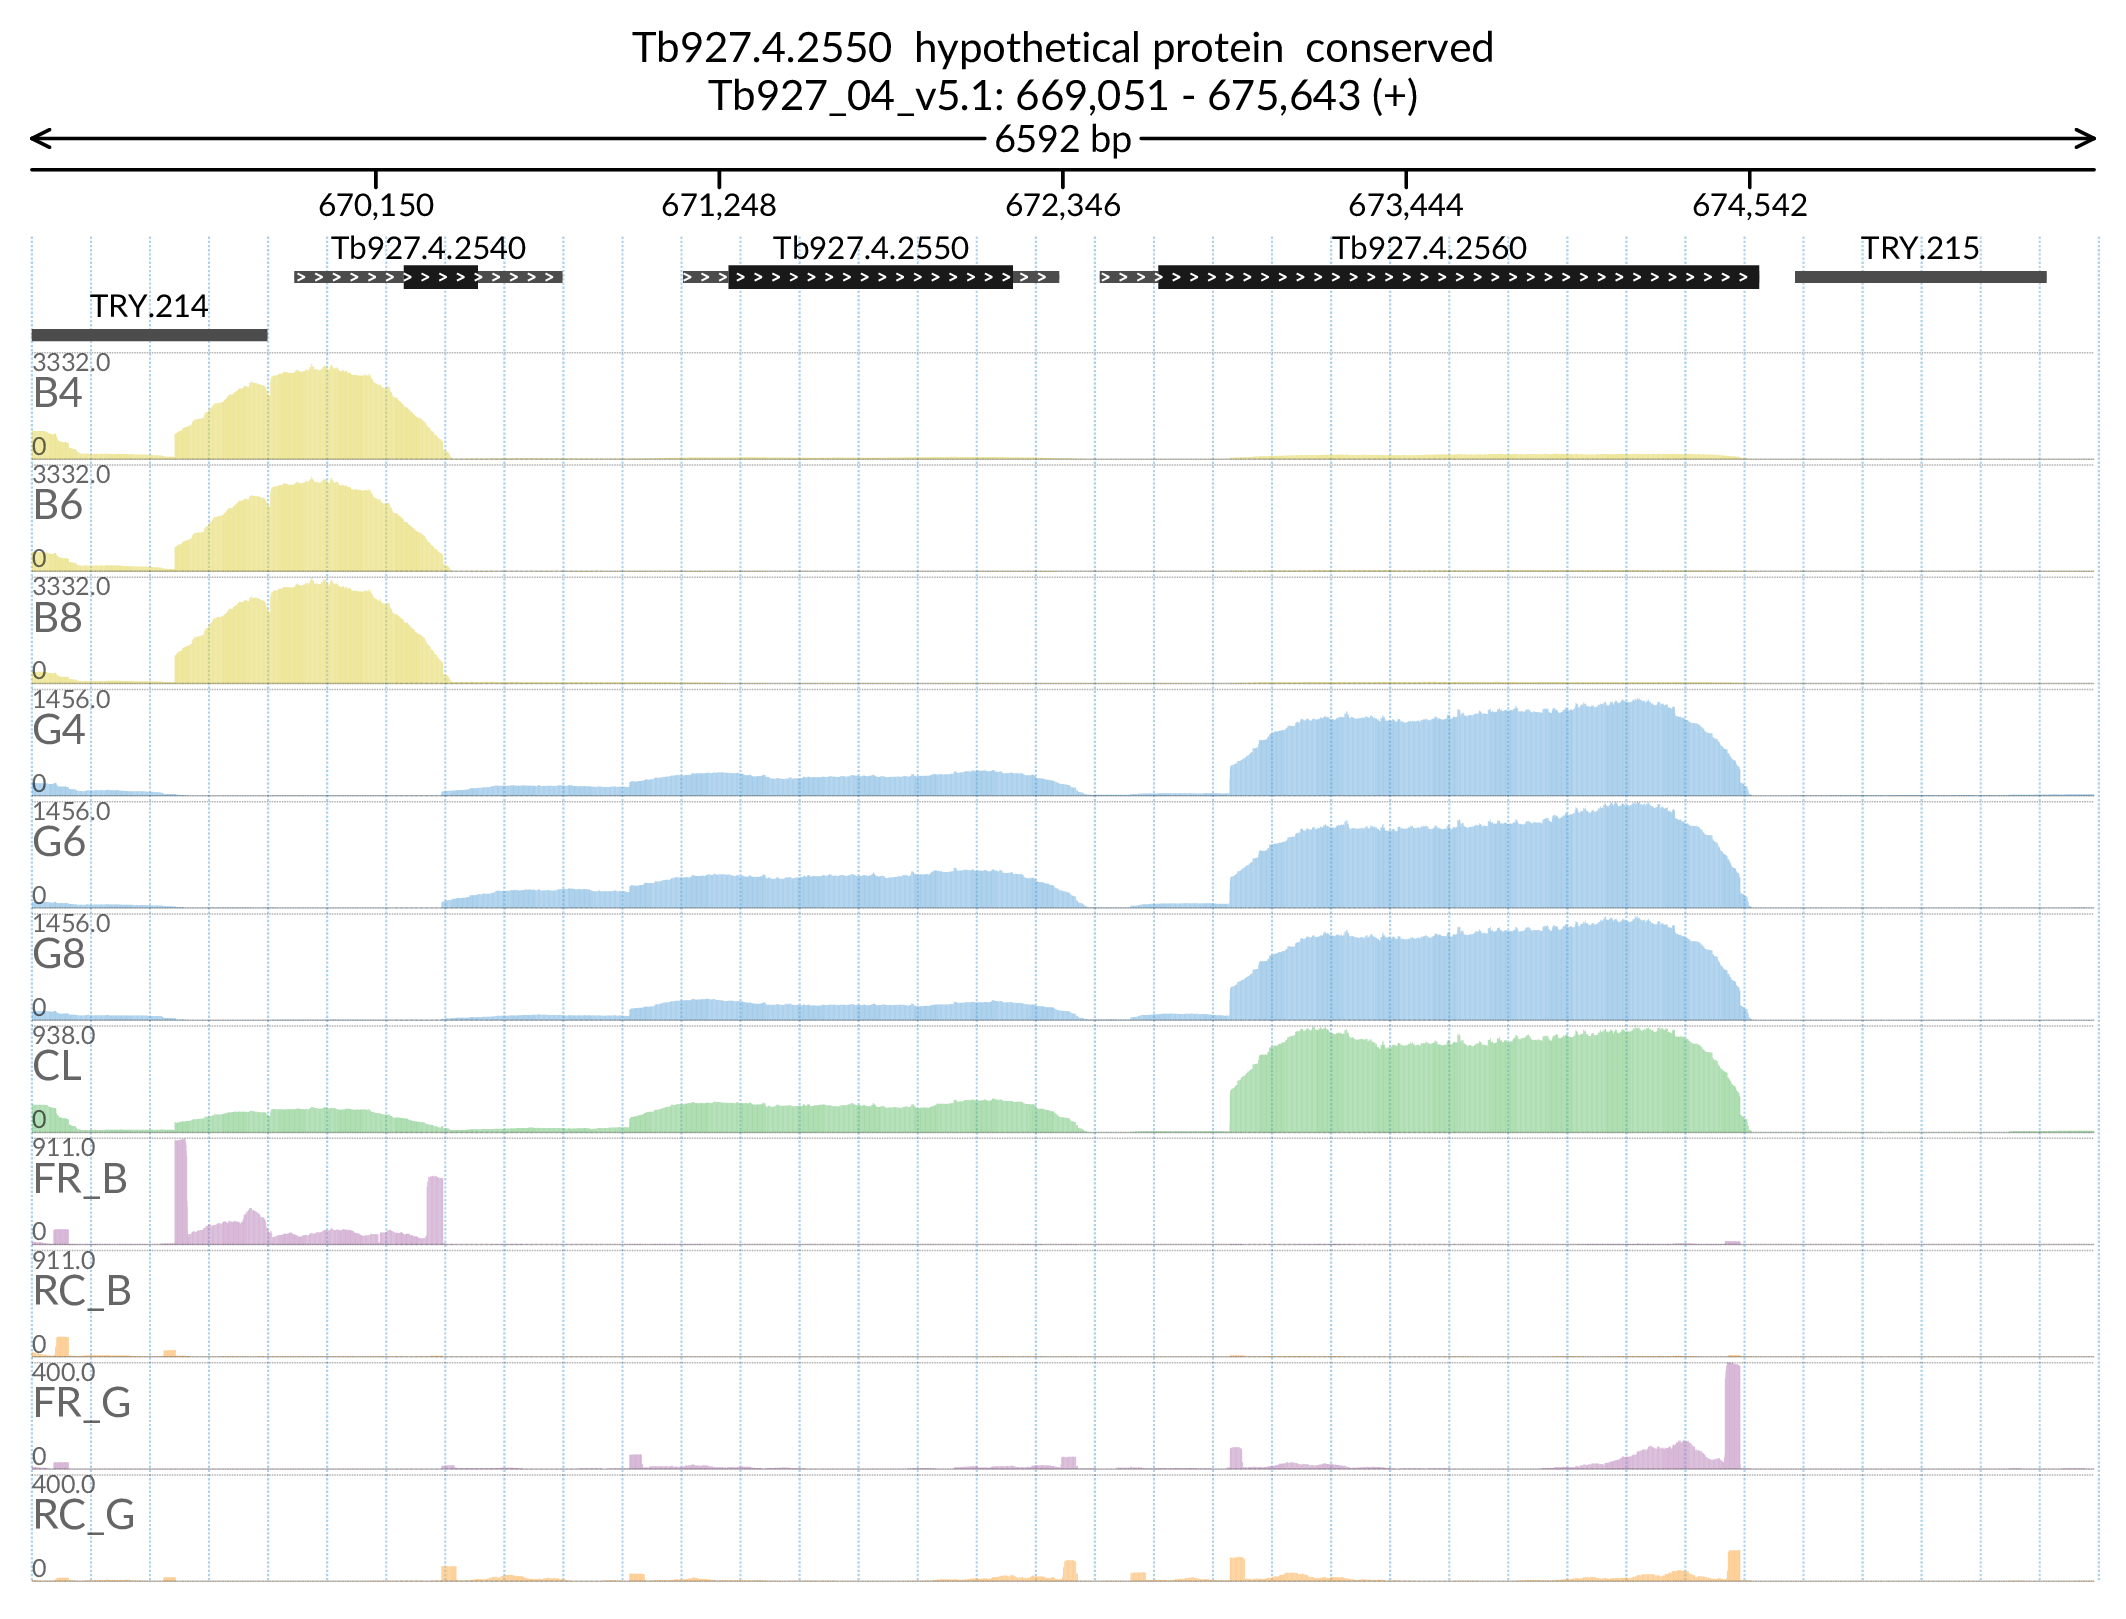 Tb927.4.2550  hypothetical protein  conserved
Tb927_04_v5.1: 669,051 - 675,643 (+)
6592 bp
670,150 671,248 672,346 673,444 674,542
Tb927.4.2540 Tb927.4.2550 Tb927.4.2560 TRY.215
TRY.214
3332.0
B4
0
3332.0
B6
0
3332.0
B8
0
1456.0
G4
0
1456.0
G6
0
1456.0
G8
0
938.0
CL
0
911.0
FR_B
0
911.0
RC_B
0
400.0
FR_G
0
400.0
RC_G
0